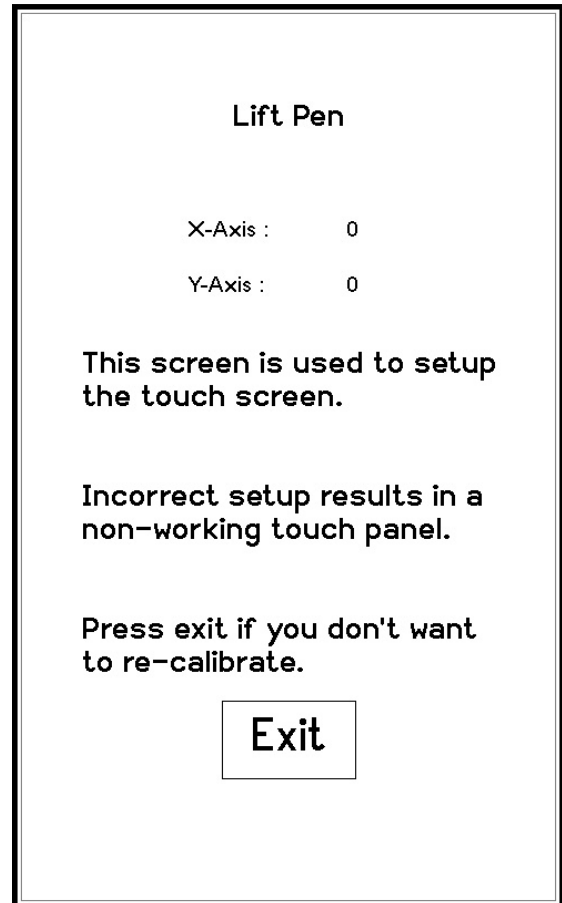 Lift Pen
X-Axis : 0
Y-Axis : 0
This screen is used to setup
the touch screen.
Incorrect setup results in a
non-working touch panel.
Press exit if you don't want
to re-calibrate.
Exit